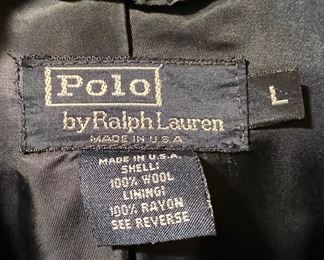 Polo
by Ralph Lauren
MADE IN U.S.A.
L
MADE IN U.S.A.
SHELL:
100% WOOL
LINING:
100% RAYON
SEE REVERSE